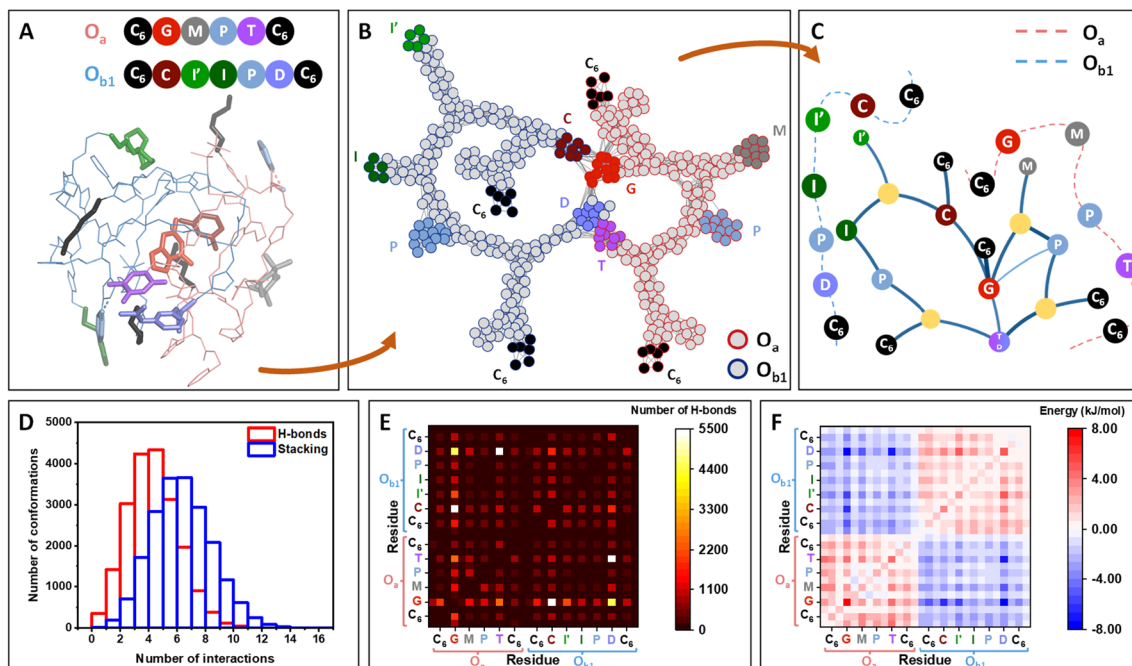 A
Oa C6 G M P T C6
Ob1 C6 C I' I P D C6
B
I'
C6
C
M
G
I
C6
D
P
P
T
C6
C6
Oa
Ob1
C
Oa
Ob1
C6
C
I'
I'
G
M
C6
C6
M
I
I
C
P
C6
P
P
P
G
T
D
C6
C6
C6
T
D
C6
C6
D
5000
4000
3000
2000
1000
0
Number of conformations
H-bonds
Stacking
0 2 4 6 8 10 12 14 16
Number of interactions
E
Number of H-bonds
5500
4400
3300
2200
1100
0
C6
D
P
I
I'
C
C6
C6
T
P
M
G
C6
Ob1
Oa
Residue
C6 G M P T C6 C6 C I' I P D C6
Oa Residue Ob1
F
Energy (kJ/mol)
8.00
4.00
0.00
-4.00
-8.00
C6
D
P
I
I'
C
C6
C6
T
P
M
G
C6
Ob1
Oa
Residue
C6 G M P T C6 C6 C I' I P D C6
Oa Residue Ob1